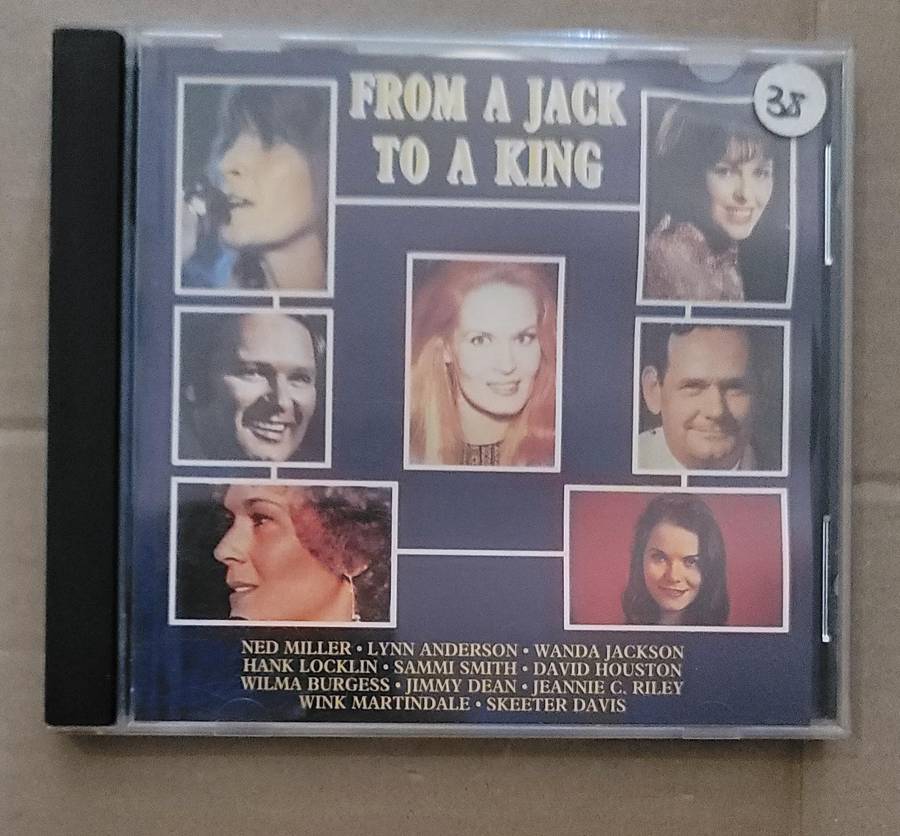 FROM A JACK
TO A KING
38
NED MILLER • LYNN ANDERSON • WANDA JACKSON
HANK LOCKLIN • SAMMI SMITH • DAVID HOUSTON
WILMA BURGESS • JIMMY DEAN • JEANNIE C. RILEY
WINK MARTINDALE • SKEETER DAVIS